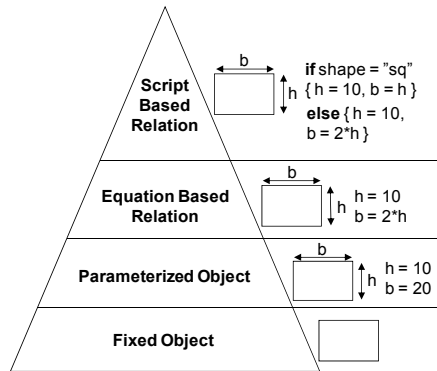 b
h
if shape = ”sq”
{ h = 10, b = h }
else { h = 10,
b = 2*h }
Script
Based
Relation
b
h
h = 10
b = 2*h
Equation Based
Relation
b
h
h = 10
b = 20
Parameterized Object
Fixed Object